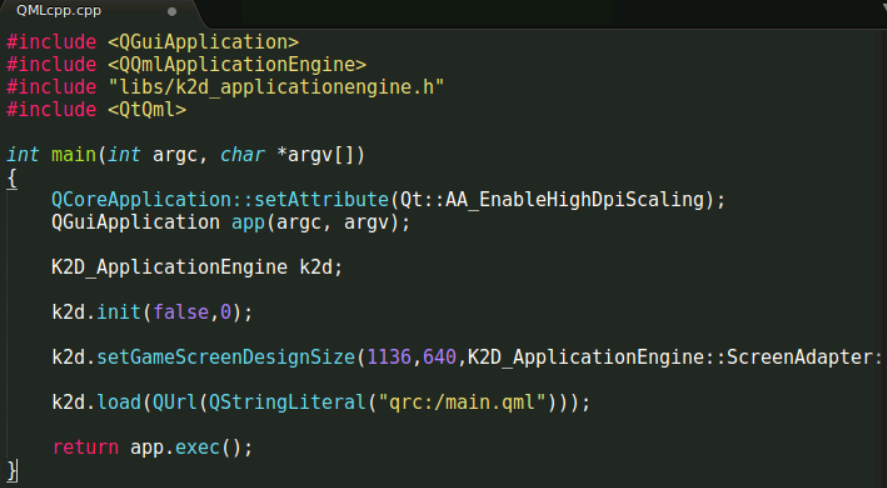 QMLcpp.cpp
#include <QGuiApplication>
#include <QQmlApplicationEngine>
#include "libs/k2d_applicationengine.h"
#include <QtQml>
int main(int argc, char *argv[])
{
    QCoreApplication::setAttribute(Qt::AA_EnableHighDpiScaling);
    QGuiApplication app(argc, argv);
    K2D_ApplicationEngine k2d;
    k2d.init(false,0);
    k2d.setGameScreenDesignSize(1136,640,K2D_ApplicationEngine::ScreenAdapter:
    k2d.load(QUrl(QStringLiteral("qrc:/main.qml")));
    return app.exec();
}